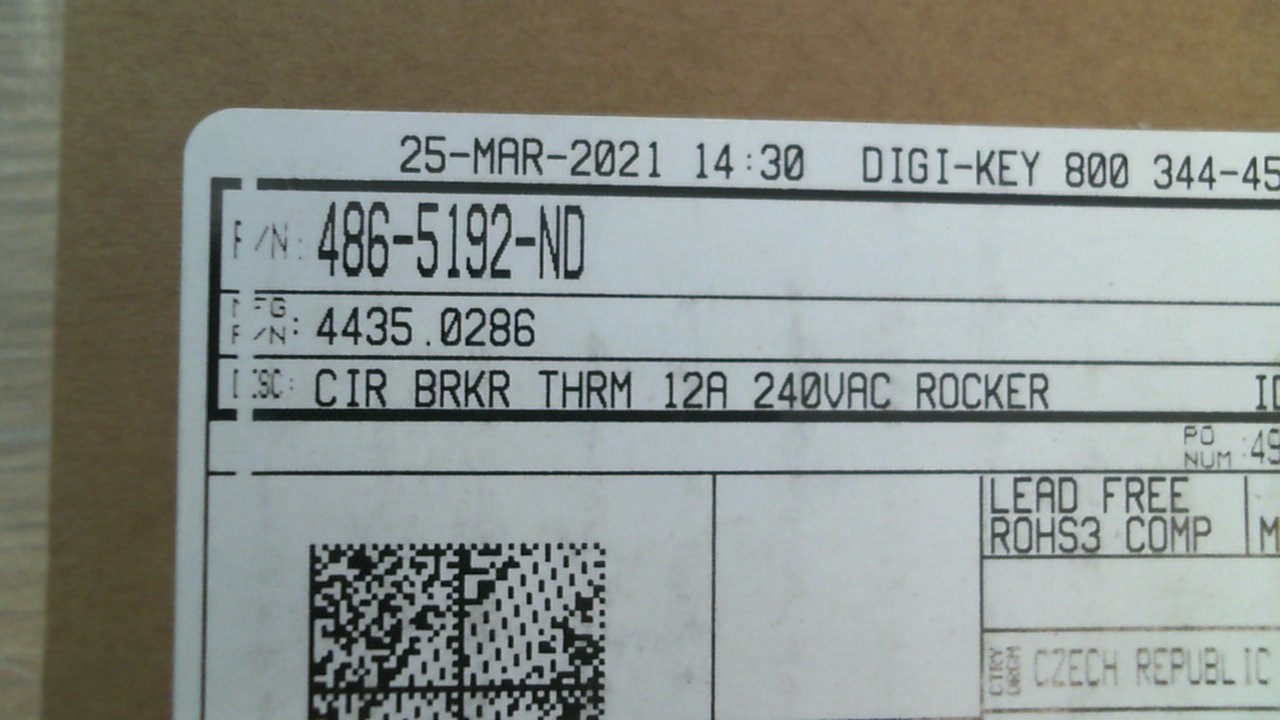 25-MAR-2021 14:30 DIGI-KEY 800 344-45
P/N: 486-5192-ND
MFG
P/N: 4435.0286
DESC: CIR BRKR THRM 12A 240VAC ROCKER
PO
NUM :49
LEAD FREE
ROHS3 COMP
CTRY
ORGN CZECH REPUBLIC